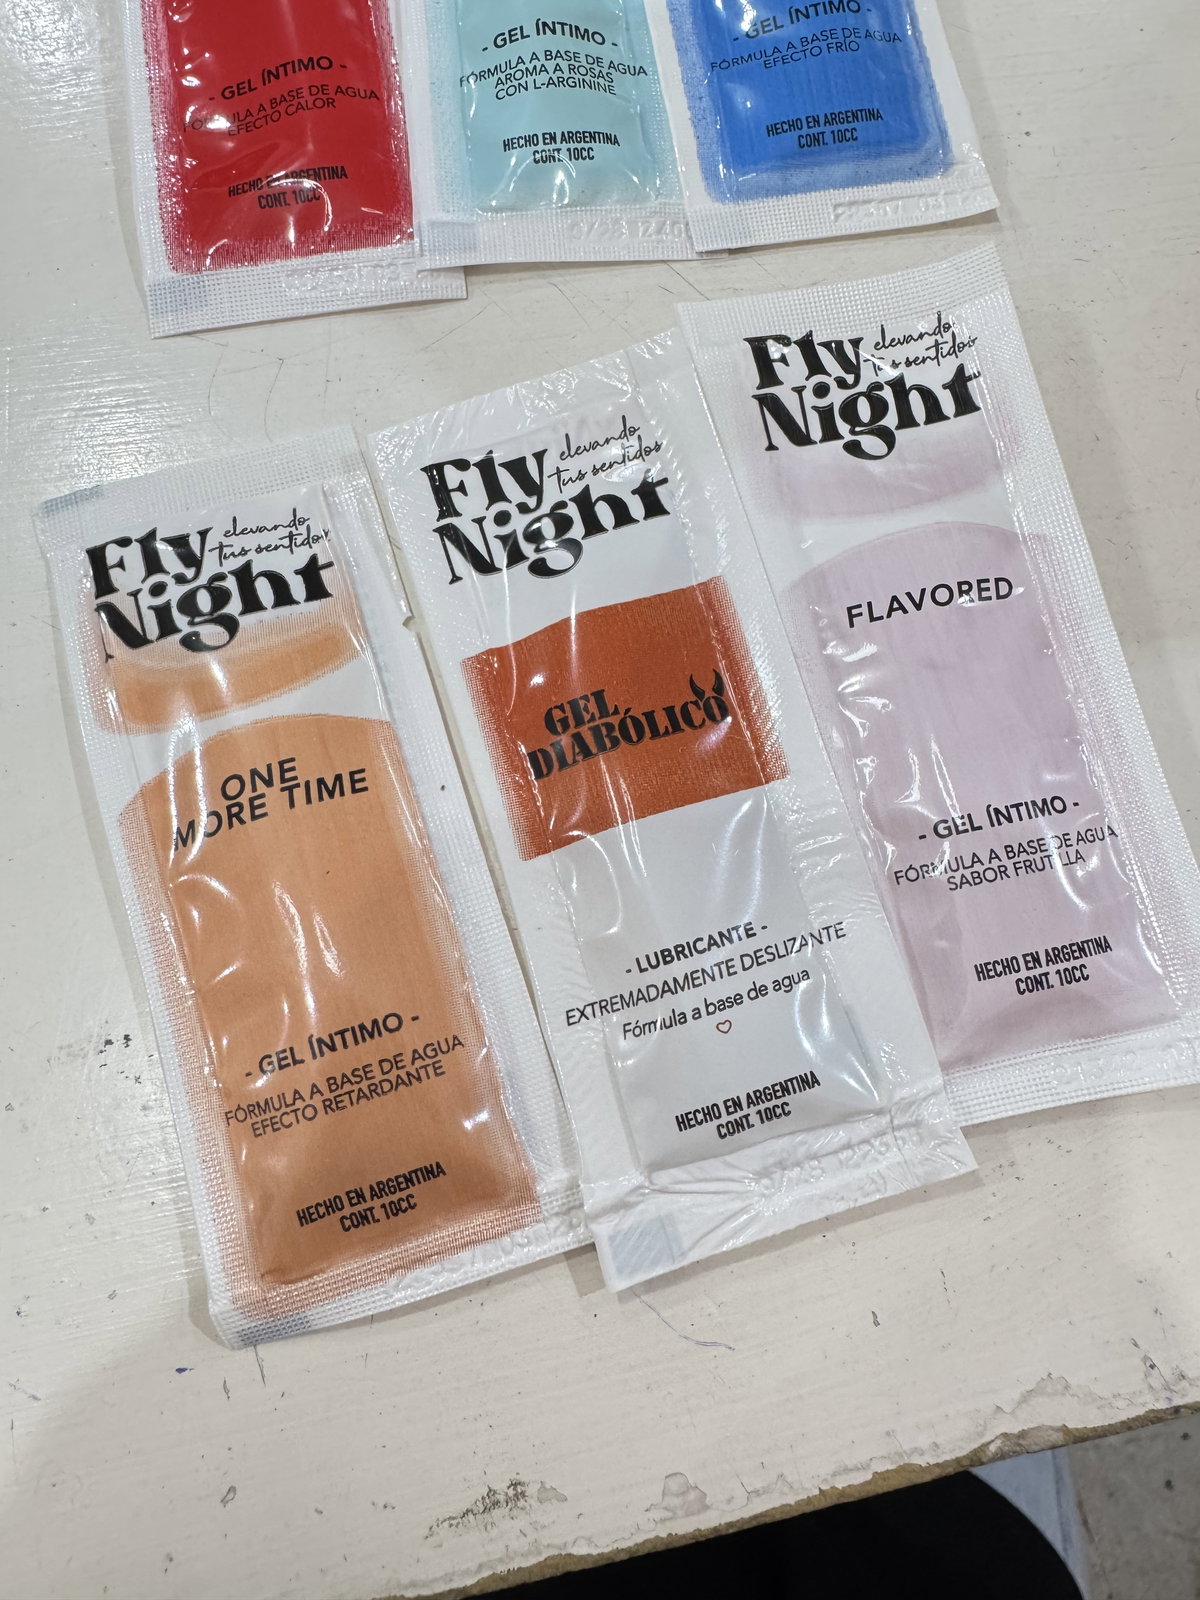 - GEL ÍNTIMO -
FÓRMULA A BASE DE AGUA
EFECTO CALOR
HECHO EN ARGENTINA
CONT. 10CC
- GEL ÍNTIMO -
FÓRMULA A BASE DE AGUA
AROMA A ROSAS
CON L-ARGININE
HECHO EN ARGENTINA
CONT. 10CC
- GEL ÍNTIMO -
FÓRMULA A BASE DE AGUA
EFECTO FRÍO
HECHO EN ARGENTINA
CONT. 10CC
Fly elevando
tus sentidos
Night
ONE
MORE TIME
- GEL ÍNTIMO -
FÓRMULA A BASE DE AGUA
EFECTO RETARDANTE
HECHO EN ARGENTINA
CONT. 10CC
Fly elevando
tus sentidos
Night
GEL
DIABÓLICO
- LUBRICANTE -
EXTREMADAMENTE DESLIZANTE
Fórmula a base de agua
HECHO EN ARGENTINA
CONT. 10CC
Fly elevando
tus sentidos
Night
FLAVORED
- GEL ÍNTIMO -
FÓRMULA A BASE DE AGUA
SABOR FRUTILLA
HECHO EN ARGENTINA
CONT. 10CC